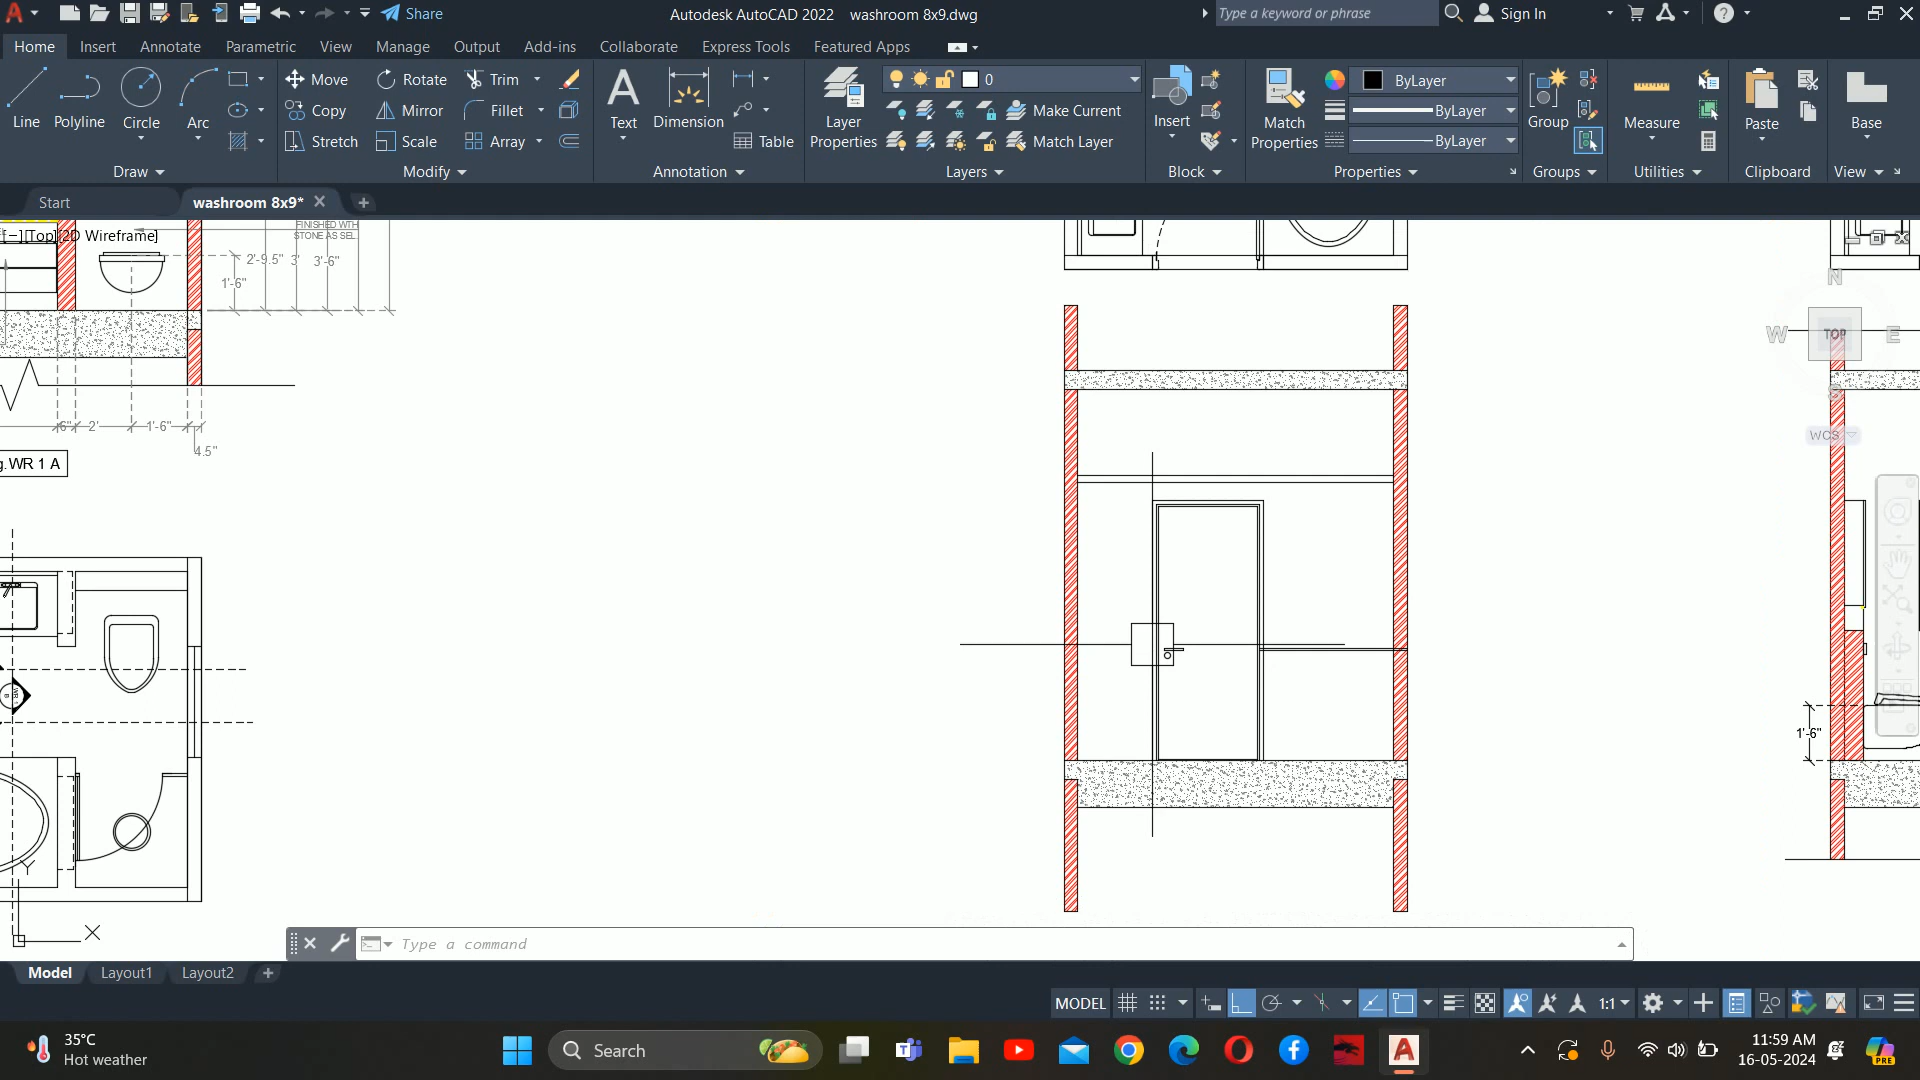 Share
Autodesk AutoCAD 2022 washroom 8x9.dwg
Type a keyword or phrase
Sign In
Home Insert Annotate Parametric View Manage Output Add-ins Collaborate Express Tools Featured Apps
Line Polyline Circle Arc
Move Rotate Trim
Copy Mirror Fillet
Stretch Scale Array
Text Dimension Table
Layer Properties
0
Make Current
Match Layer
Insert
Match Properties
ByLayer
ByLayer
ByLayer
Group
Measure
Paste
Base
Draw Modify Annotation Layers Block Properties Groups Utilities Clipboard View
Start washroom 8x9*
[−][Top][2D Wireframe]
FINISHED WTH
STONE AS SEL.
2'-9.5" 3' 3'-6"
1'-6"
6" 2' 1'-6"
4.5"
g.WR 1 A
N
W TOP E
S
WCS
1'-6"
Y
X
Type a command
Model Layout1 Layout2
MODEL 1:1
35°C
Hot weather
Search
11:59 AM
16-05-2024
PRE